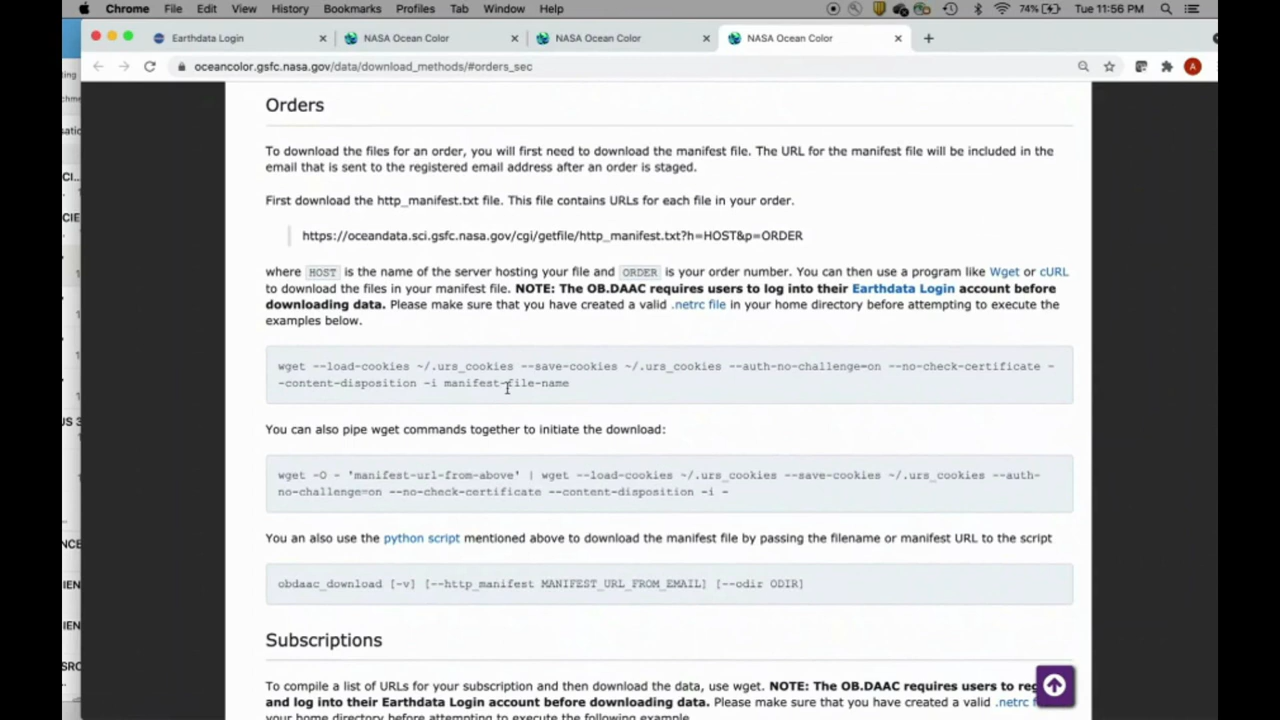 Chrome File Edit View History Bookmarks Profiles Tab Window Help 74% Tue 11:56 PM
Earthdata Login NASA Ocean Color NASA Ocean Color NASA Ocean Color
oceancolor.gsfc.nasa.gov/data/download_methods/#orders_sec A
Orders
To download the files for an order, you will first need to download the manifest file. The URL for the manifest file will be included in the
email that is sent to the registered email address after an order is staged.
First download the http_manifest.txt file. This file contains URLs for each file in your order.
https://oceandata.sci.gsfc.nasa.gov/cgi/getfile/http_manifest.txt?h=HOST&p=ORDER
where HOST is the name of the server hosting your file and ORDER is your order number. You can then use a program like Wget or cURL
to download the files in your manifest file. NOTE: The OB.DAAC requires users to log into their Earthdata Login account before
downloading data. Please make sure that you have created a valid .netrc file in your home directory before attempting to execute the
examples below.
wget --load-cookies ~/.urs_cookies --save-cookies ~/.urs_cookies --auth-no-challenge=on --no-check-certificate -
-content-disposition -i manifest-file-name
You can also pipe wget commands together to initiate the download:
wget -O - 'manifest-url-from-above' | wget --load-cookies ~/.urs_cookies --save-cookies ~/.urs_cookies --auth-
no-challenge=on --no-check-certificate --content-disposition -i -
You an also use the python script mentioned above to download the manifest file by passing the filename or manifest URL to the script
obdaac_download [-v] [--http_manifest MANIFEST_URL_FROM_EMAIL] [--odir ODIR]
Subscriptions
To compile a list of URLs for your subscription and then download the data, use wget. NOTE: The OB.DAAC requires users to reg
and log into their Earthdata Login account before downloading data. Please make sure that you have created a valid .netrc
your home directory before attempting to execute the following example.